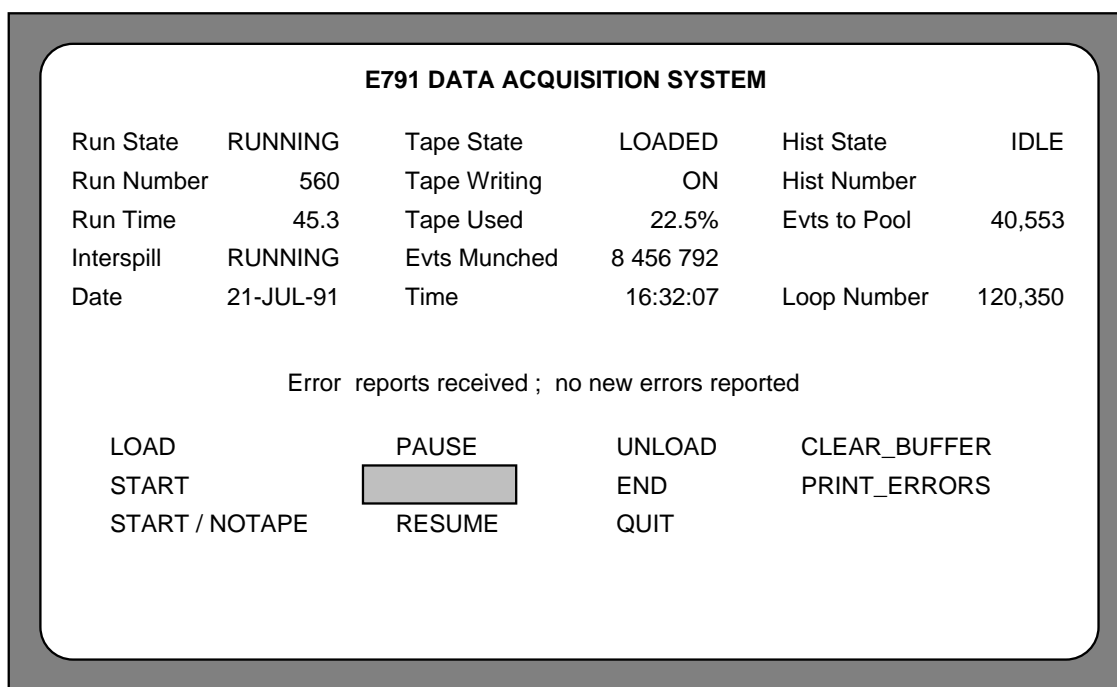 E791 DATA ACQUISITION SYSTEM
Run State RUNNING Tape State LOADED Hist State IDLE
Run Number 560 Tape Writing ON Hist Number
Run Time 45.3 Tape Used 22.5% Evts to Pool 40,553
Interspill RUNNING Evts Munched 8 456 792
Date 21-JUL-91 Time 16:32:07 Loop Number 120,350
Error reports received ; no new errors reported
LOAD PAUSE UNLOAD CLEAR_BUFFER
START END PRINT_ERRORS
START / NOTAPE RESUME QUIT